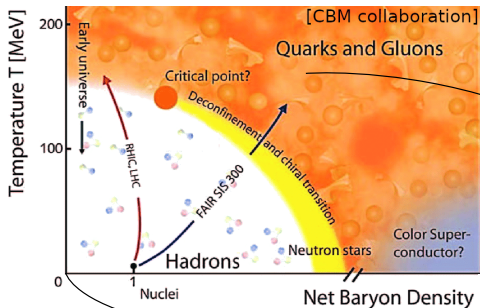 [CBM collaboration]
200
Temperature T [MeV]
Early universe
Quarks and Gluons
Critical point?
Deconfinement and chiral transition
100
RHIC, LHC
FAIR SIS 300
Hadrons
Neutron stars
Color Super-
conductor?
0
1
Nuclei
Net Baryon Density